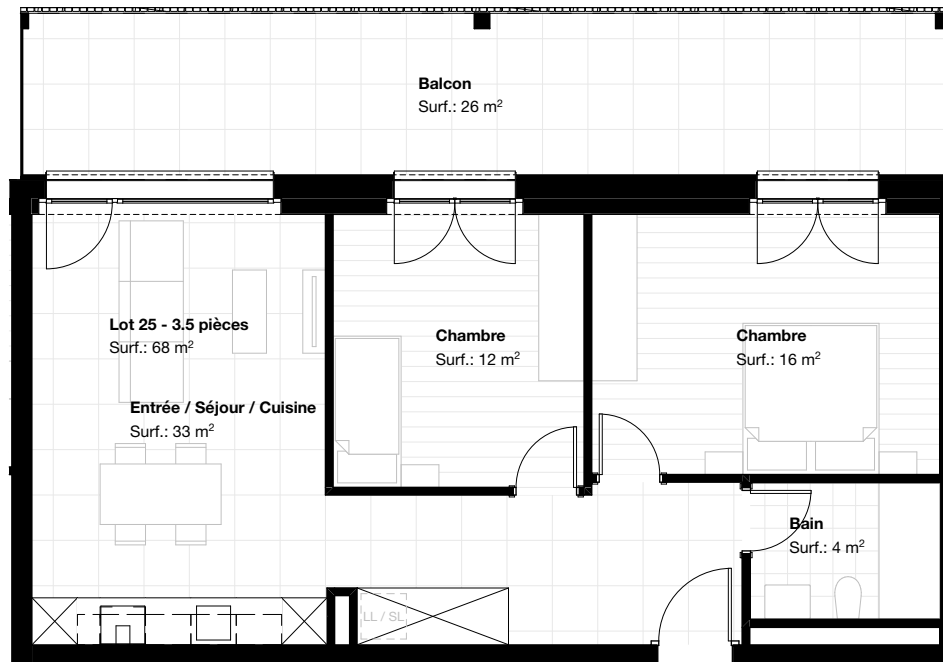 Balcon
Surf.: 26 m²
Lot 25 - 3.5 pièces
Surf.: 68 m²
Chambre
Surf.: 12 m²
Chambre
Surf.: 16 m²
Entrée / Séjour / Cuisine
Surf.: 33 m²
Bain
Surf.: 4 m²
LL / SL